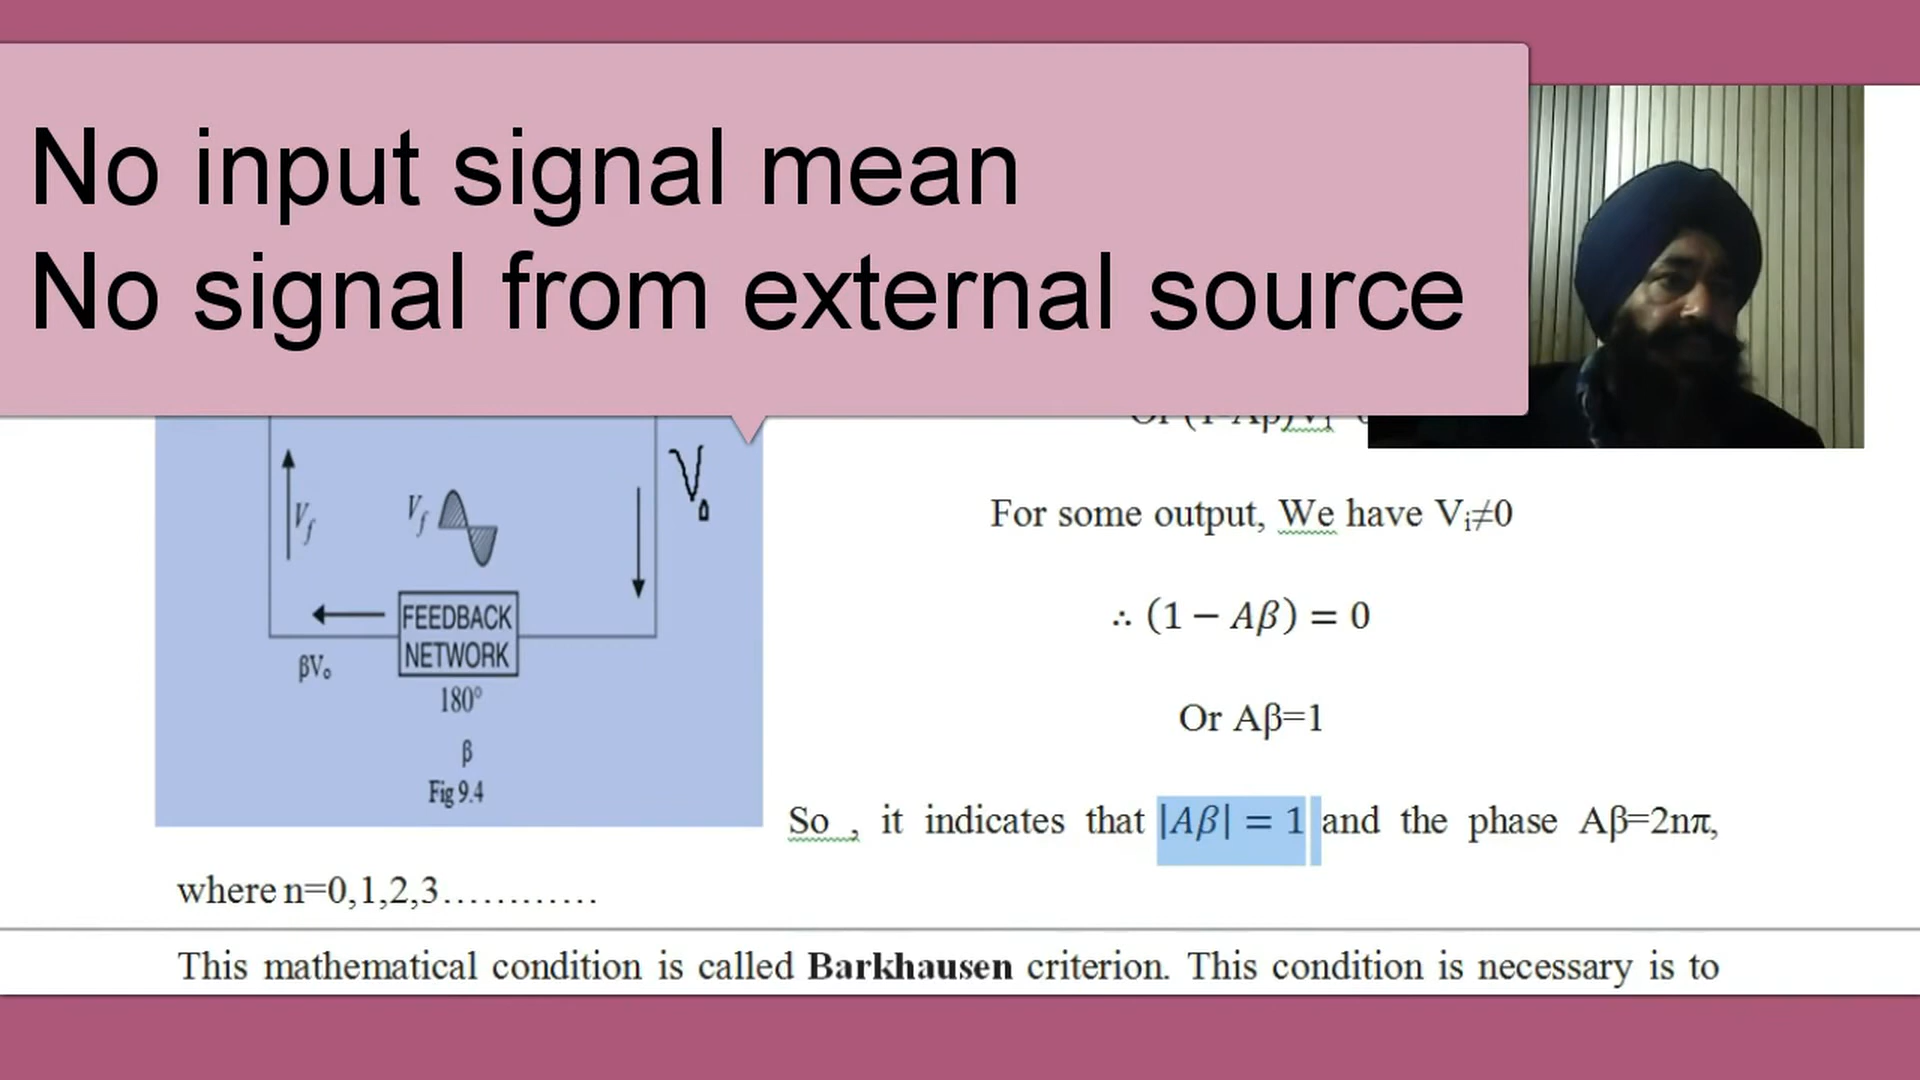 No input signal mean
No signal from external source
V₀
V_f
V_f
FEEDBACK
NETWORK
βV₀
180°
β
Fig 9.4
For some output, We have Vᵢ≠0
∴ (1 − Aβ) = 0
Or Aβ=1
So , it indicates that |Aβ| = 1 and the phase Aβ=2nπ,
where n=0,1,2,3…………
This mathematical condition is called Barkhausen criterion. This condition is necessary is to